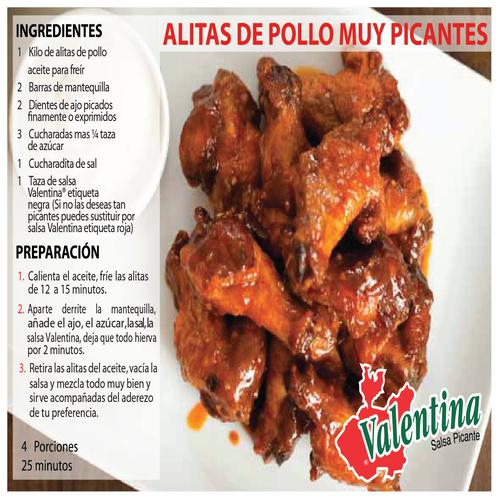 ALITAS DE POLLO MUY PICANTES
INGREDIENTES
1 Kilo de alitas de pollo
aceite para freír
2 Barras de mantequilla
2 Dientes de ajo picados
finamente o exprimidos
3 Cucharadas mas ¼ taza
de azúcar
1 Cucharadita de sal
1 Taza de salsa
Valentina® etiqueta
negra (Si no las deseas tan
picantes puedes sustituir por
salsa Valentina etiqueta roja)
PREPARACIÓN
1. Calienta el aceite, fríe las alitas
de 12 a 15 minutos.
2. Aparte derrite la mantequilla,
añade el ajo, el azúcar, la sal, la
salsa Valentina, deja que todo hierva
por 2 minutos.
3. Retira las alitas del aceite, vacía la
salsa y mezcla todo muy bien y
sirve acompañadas del aderezo
de tu preferencia.
4 Porciones
25 minutos
Valentina
Salsa Picante